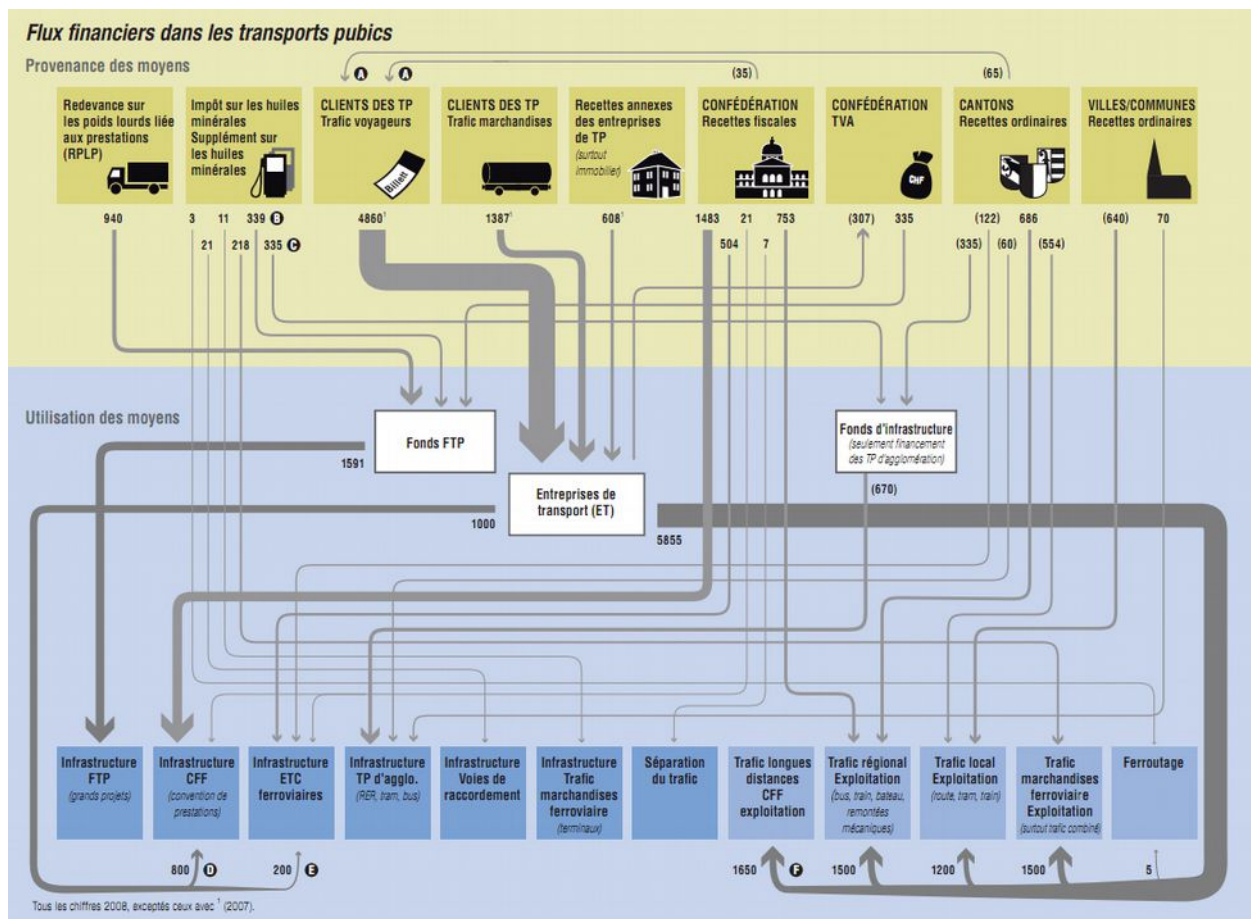 Flux financiers dans les transports pubics
Provenance des moyens
A
A
(35)
(65)
Redevance sur
les poids lourds liée
aux prestations
(RPLP)
Impôt sur les huiles
minérales
Supplément sur
les huiles
minérales
CLIENTS DES TP
Trafic voyageurs
Billett
CLIENTS DES TP
Trafic marchandises
Recettes annexes
des entreprises
de TP
(surtout
immobilier)
CONFÉDÉRATION
Recettes fiscales
CONFÉDÉRATION
TVA
CHF
CANTONS
Recettes ordinaires
VILLES/COMMUNES
Recettes ordinaires
940
3
11
339 B
4860¹
1387¹
608¹
1483
21
753
(307)
335
(122)
686
(640)
70
21
218
335 C
504
7
(335)
(60)
(554)
Utilisation des moyens
Fonds FTP
Fonds d'infrastructure
(seulement financement
des TP d'agglomération)
1591
(670)
Entreprises de
transport (ET)
1000
5855
Infrastructure
FTP
(grands projets)
Infrastructure
CFF
(convention de
prestations)
Infrastructure
ETC
ferroviaires
Infrastructure
TP d'agglo.
(RER, tram, bus)
Infrastructure
Voies de
raccordement
Infrastructure
Trafic
marchandises
ferroviaire
(terminaux)
Séparation
du trafic
Trafic longues
distances
CFF
exploitation
Trafic régional
Exploitation
(bus, train, bateau,
remontées
mécaniques)
Trafic local
Exploitation
(route, tram, train)
Trafic
marchandises
ferroviaire
Exploitation
(surtout trafic combiné)
Ferroutage
800 D
200 E
1650 F
1500
1200
1500
5
Tous les chiffres 2008, exceptés ceux avec ¹ (2007).